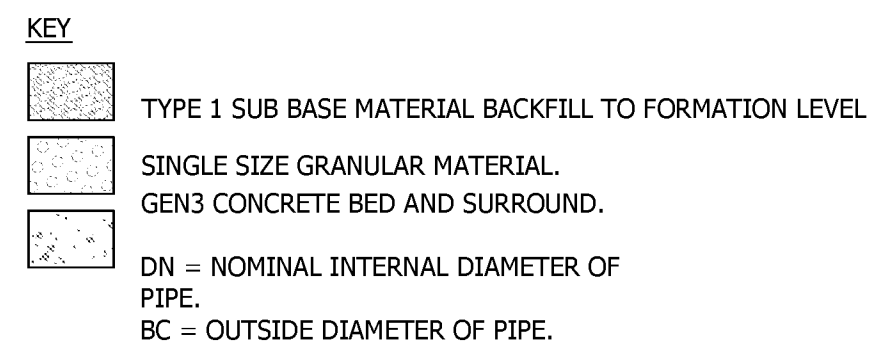 KEY
TYPE 1 SUB BASE MATERIAL BACKFILL TO FORMATION LEVEL
SINGLE SIZE GRANULAR MATERIAL.
GEN3 CONCRETE BED AND SURROUND.
DN = NOMINAL INTERNAL DIAMETER OF
PIPE.
BC = OUTSIDE DIAMETER OF PIPE.